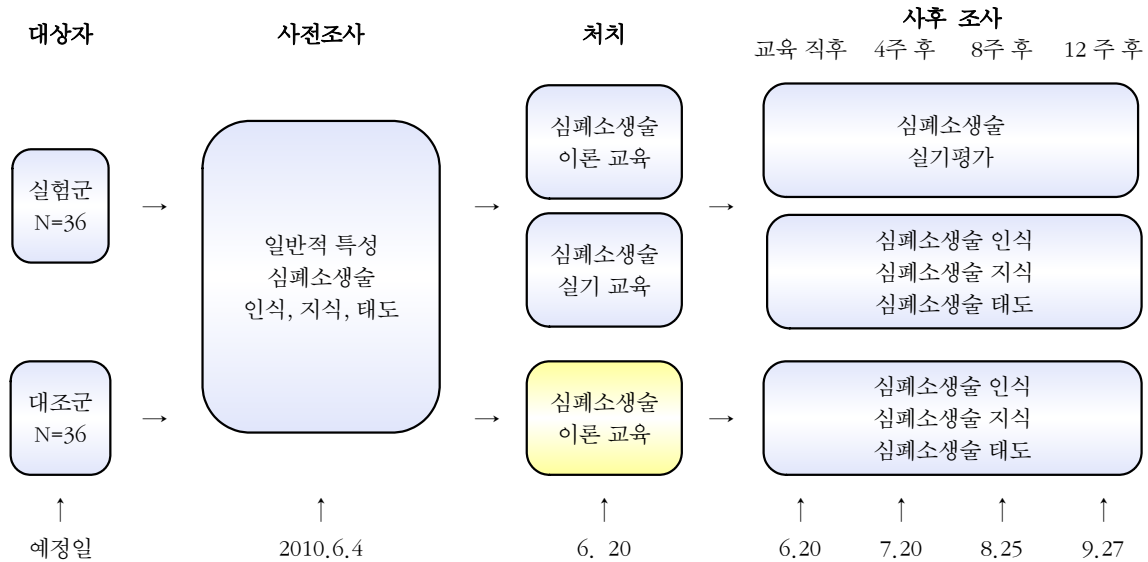 대상자
사전조사
처치
사후 조사
교육 직후 4주 후 8주 후 12 주 후
실험군
N=36
→
일반적 특성
심폐소생술
인식, 지식, 태도
→
심폐소생술
이론 교육
심폐소생술
실기 교육
→
심폐소생술
실기평가
심폐소생술 인식
심폐소생술 지식
심폐소생술 태도
대조군
N=36
→
→
심폐소생술
이론 교육
→
심폐소생술 인식
심폐소생술 지식
심폐소생술 태도
↑ ↑ ↑ ↑ ↑ ↑ ↑
예정일 2010.6.4 6. 20 6.20 7.20 8.25 9.27